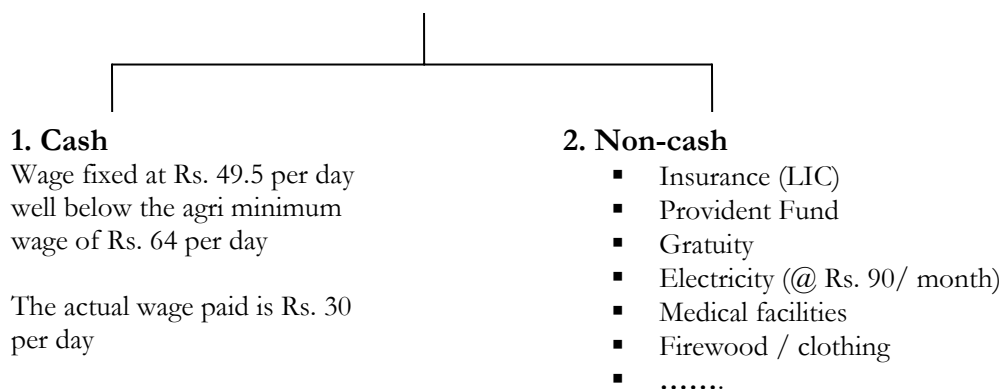 1. Cash
Wage fixed at Rs. 49.5 per day
well below the agri minimum
wage of Rs. 64 per day
The actual wage paid is Rs. 30
per day
2. Non-cash
▪ Insurance (LIC)
▪ Provident Fund
▪ Gratuity
▪ Electricity (@ Rs. 90/ month)
▪ Medical facilities
▪ Firewood / clothing
▪ …….